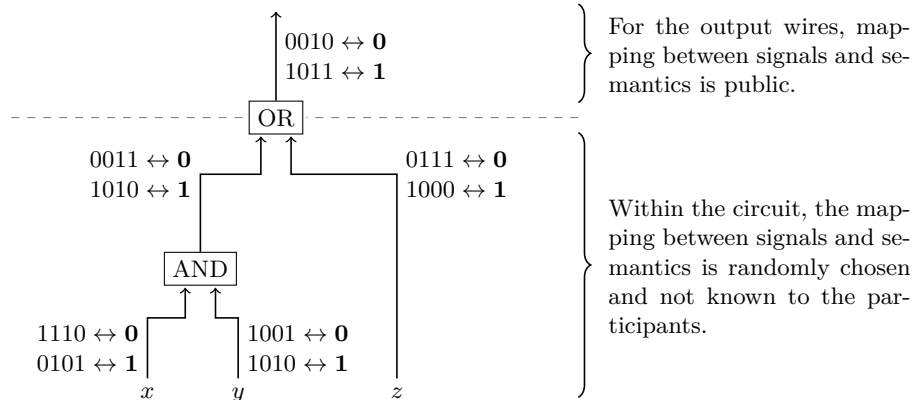 0010 ↔ 0
1011 ↔ 1
For the output wires, map-
ping between signals and se-
mantics is public.
OR
0011 ↔ 0
1010 ↔ 1
0111 ↔ 0
1000 ↔ 1
Within the circuit, the map-
ping between signals and se-
mantics is randomly chosen
and not known to the par-
ticipants.
AND
1110 ↔ 0
0101 ↔ 1
1001 ↔ 0
1010 ↔ 1
x
y
z